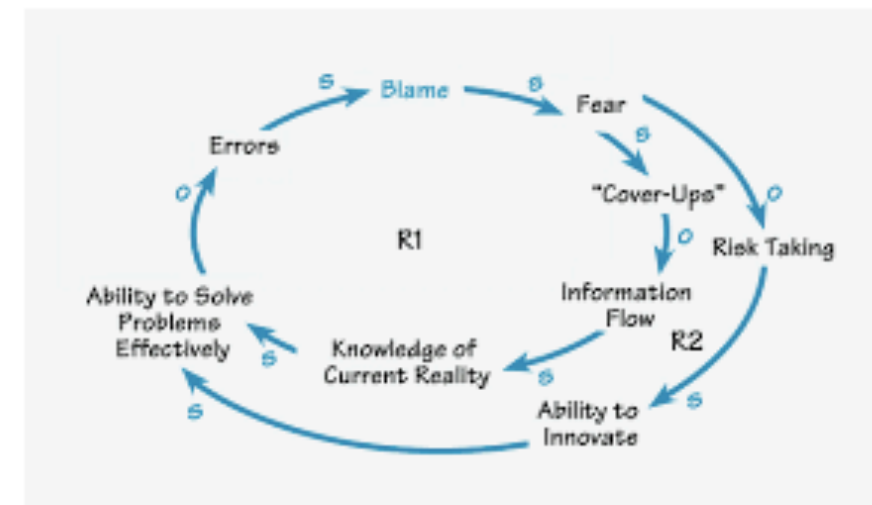 s
Blame
s
Fear
Errors
s
"Cover-Ups"
o
o
o
Risk Taking
R1
Information
Flow
R2
Ability to Solve
Problems
Effectively
s
Knowledge of
Current Reality
s
s
Ability to
Innovate
s